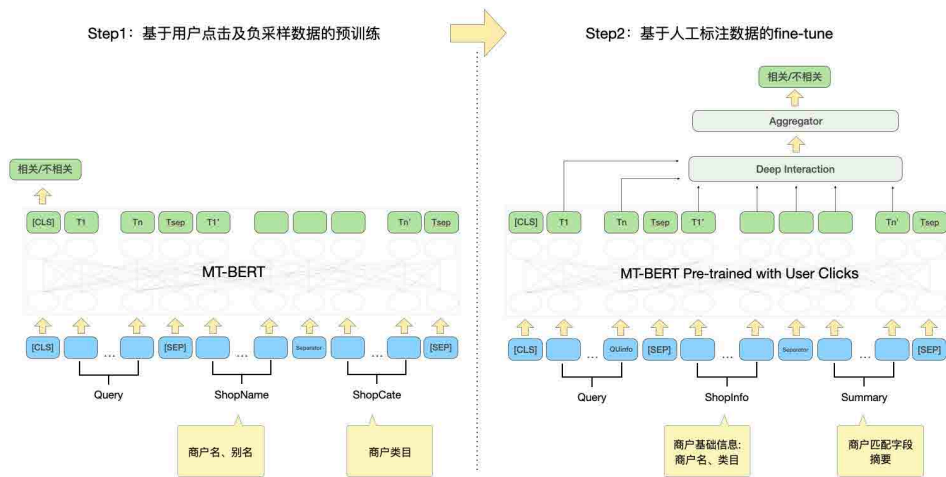 Step1：基于用户点击及负采样数据的预训练
相关/不相关
[CLS] T1 Tn Tsep T1' Tn' Tsep
MT-BERT
[CLS] ... [SEP] ... Separator ... [SEP]
Query ShopName ShopCate
商户名、别名
商户类目
Step2：基于人工标注数据的fine-tune
相关/不相关
Aggregator
Deep Interaction
[CLS] T1 Tn Tsep T1' Tn' Tsep
MT-BERT Pre-trained with User Clicks
[CLS] ... QUinfo [SEP] ... Separator ... [SEP]
Query ShopInfo Summary
商户基础信息:
商户名、类目
商户匹配字段
摘要